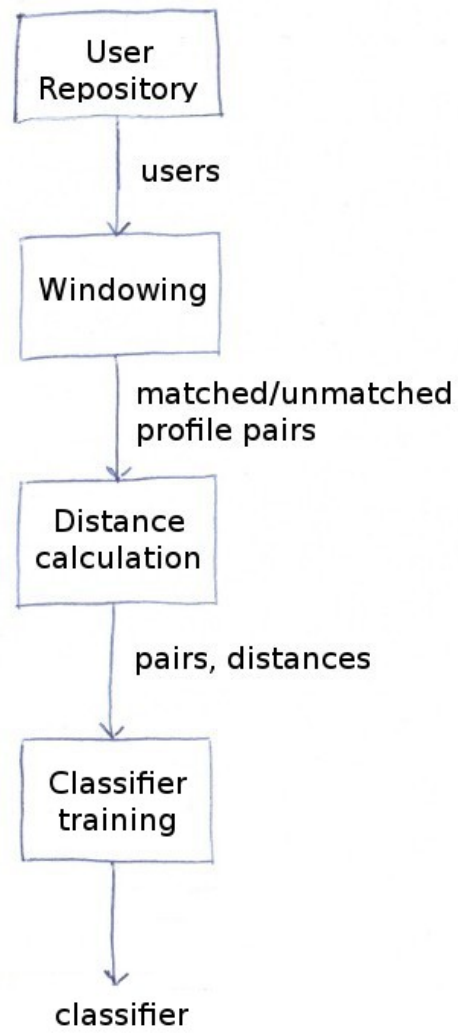 User
Repository
users
Windowing
matched/unmatched
profile pairs
Distance
calculation
pairs, distances
Classifier
training
classifier